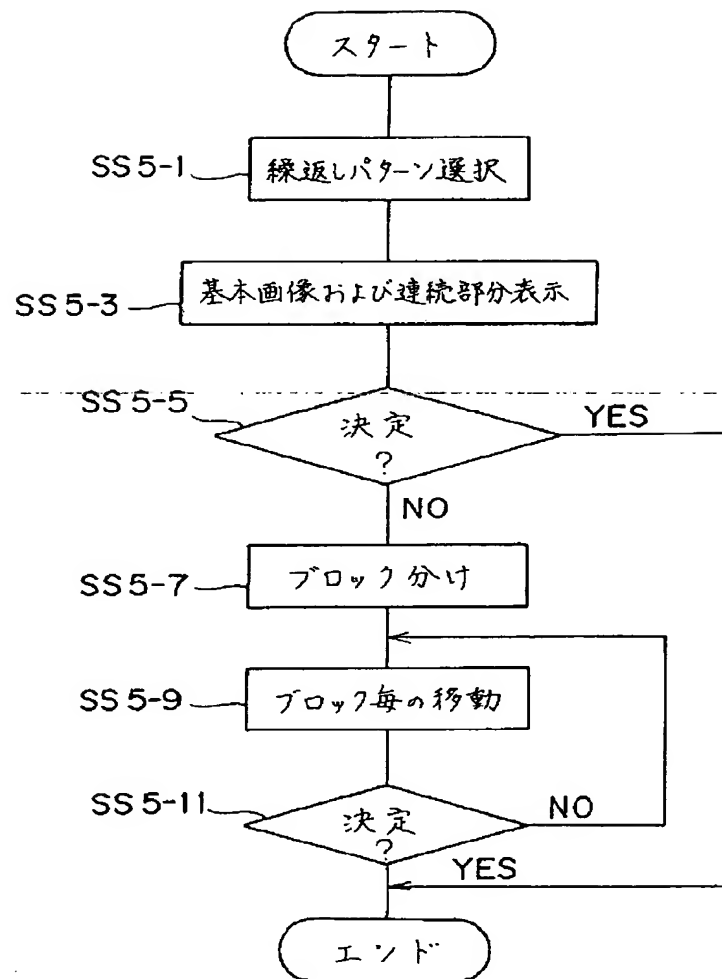 スタート
SS5-1
繰返しパターン選択
SS5-3
基本画像および連続部分表示
SS5-5
決定
?
YES
NO
SS5-7
ブロック分け
SS5-9
ブロック毎の移動
SS5-11
決定
?
NO
YES
エンド